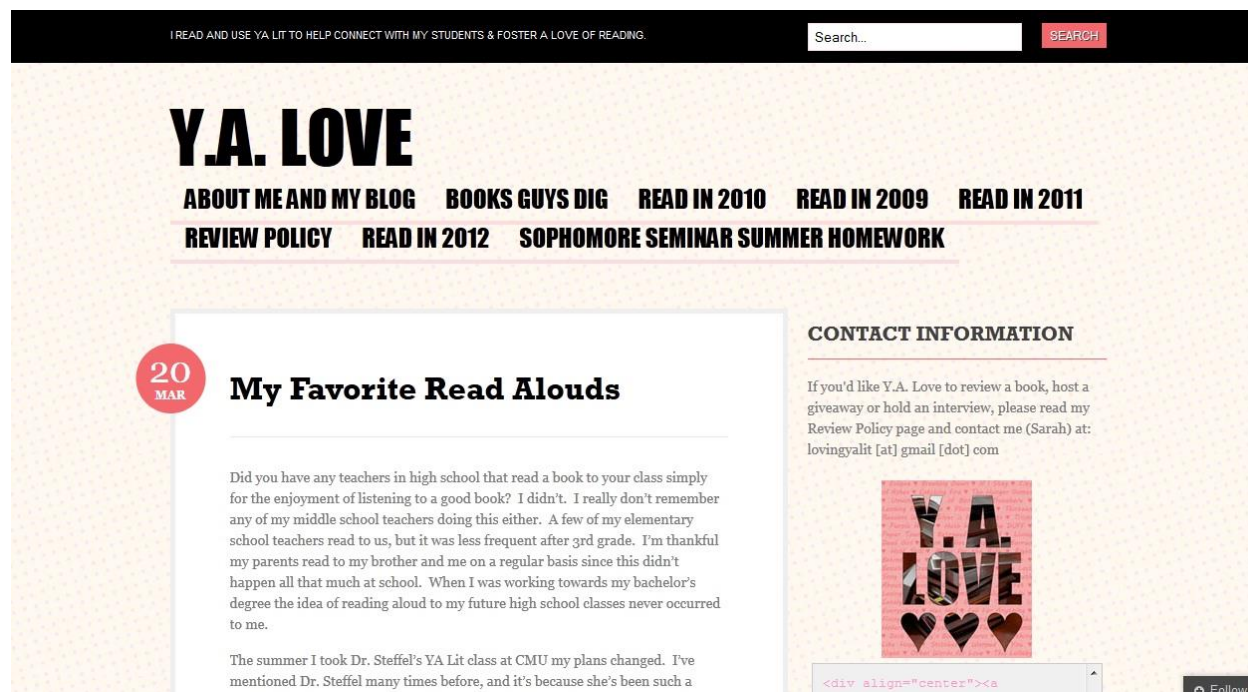 I READ AND USE YA LIT TO HELP CONNECT WITH MY STUDENTS & FOSTER A LOVE OF READING.
Search...
SEARCH
Y.A. LOVE
ABOUT ME AND MY BLOG BOOKS GUYS DIG READ IN 2010 READ IN 2009 READ IN 2011
REVIEW POLICY READ IN 2012 SOPHOMORE SEMINAR SUMMER HOMEWORK
20
MAR
My Favorite Read Alouds
Did you have any teachers in high school that read a book to your class simply
for the enjoyment of listening to a good book? I didn't. I really don't remember
any of my middle school teachers doing this either. A few of my elementary
school teachers read to us, but it was less frequent after 3rd grade. I'm thankful
my parents read to my brother and me on a regular basis since this didn't
happen all that much at school. When I was working towards my bachelor's
degree the idea of reading aloud to my future high school classes never occurred
to me.
The summer I took Dr. Steffel's YA Lit class at CMU my plans changed. I've
mentioned Dr. Steffel many times before, and it's because she's been such a
CONTACT INFORMATION
If you'd like Y.A. Love to review a book, host a
giveaway or hold an interview, please read my
Review Policy page and contact me (Sarah) at:
lovingyalit [at] gmail [dot] com
Y. A.
LOVE
<div align="center"><a
Follow